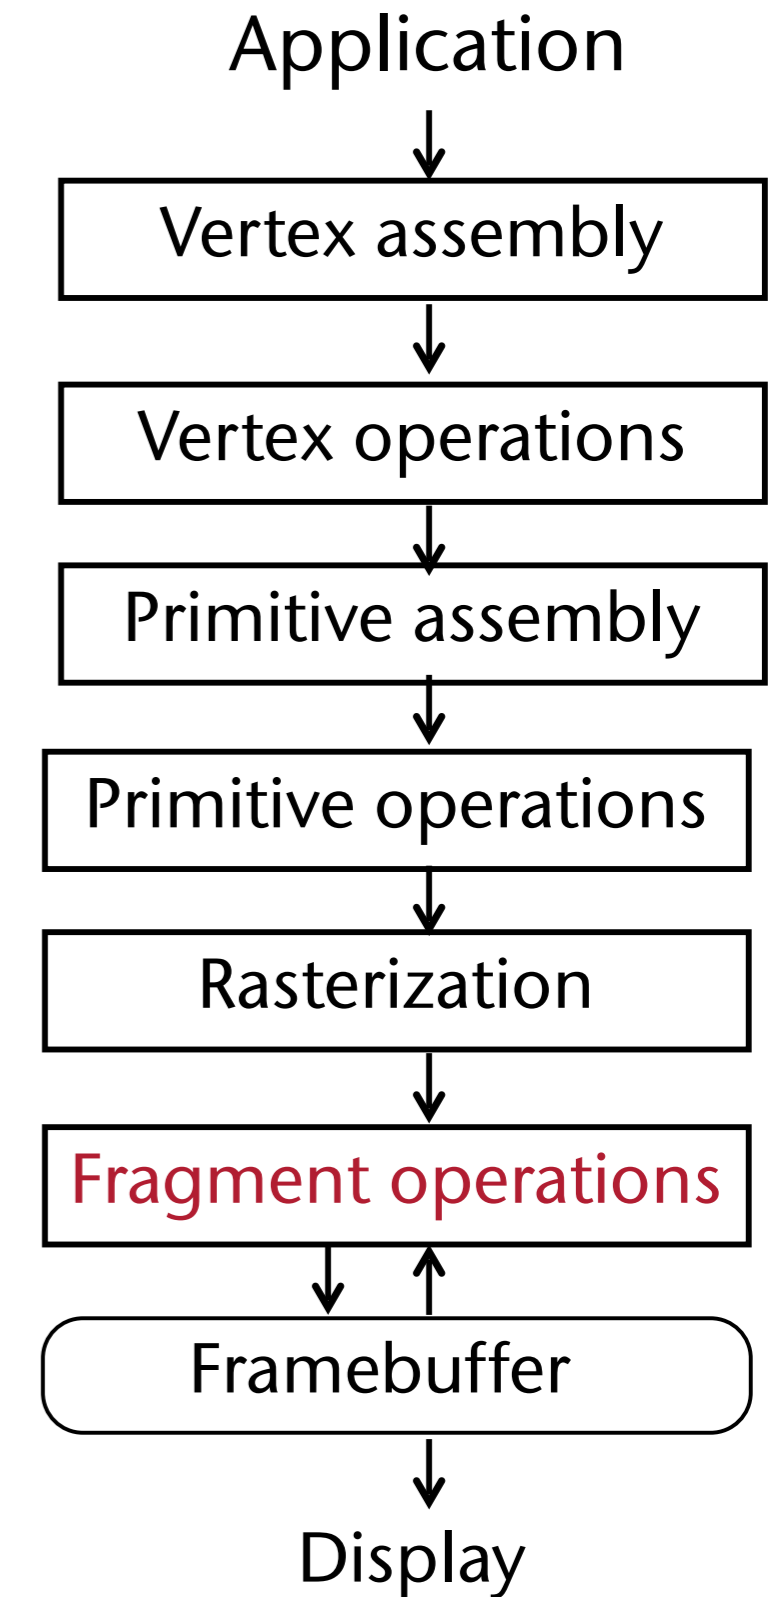 Application
Vertex assembly
Vertex operations
Primitive assembly
Primitive operations
Rasterization
Fragment operations
Framebuffer
Display